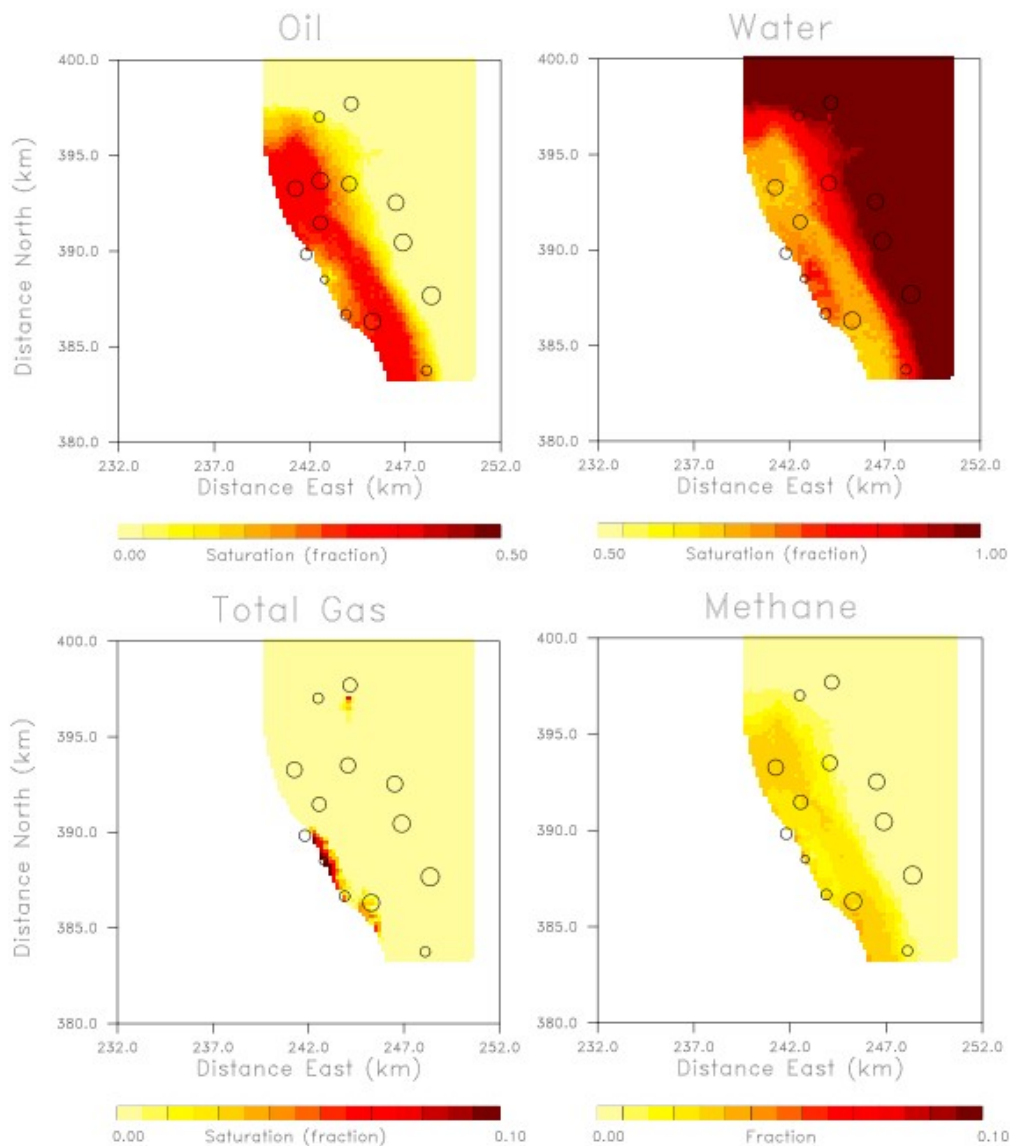 Oil
Water
400.0
395.0
390.0
385.0
380.0
Distance North (km)
232.0 237.0 242.0 247.0 252.0
Distance East (km)
400.0
395.0
390.0
385.0
380.0
232.0 237.0 242.0 247.0 252.0
Distance East (km)
0.00 Saturation (fraction) 0.50
0.50 Saturation (fraction) 1.00
Total Gas
Methane
400.0
395.0
390.0
385.0
380.0
Distance North (km)
232.0 237.0 242.0 247.0 252.0
Distance East (km)
400.0
395.0
390.0
385.0
380.0
232.0 237.0 242.0 247.0 252.0
Distance East (km)
0.00 Saturation (fraction) 0.10
0.00 Fraction 0.10